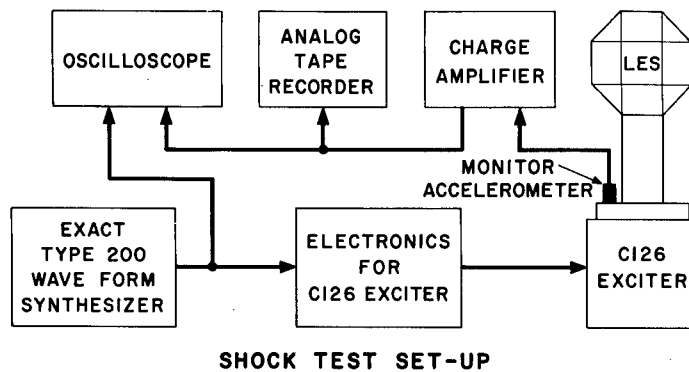 OSCILLOSCOPE
ANALOG
TAPE
RECORDER
CHARGE
AMPLIFIER
LES
MONITOR
ACCELEROMETER
EXACT
TYPE 200
WAVE FORM
SYNTHESIZER
ELECTRONICS
FOR
C126 EXCITER
C126
EXCITER
SHOCK TEST SET-UP